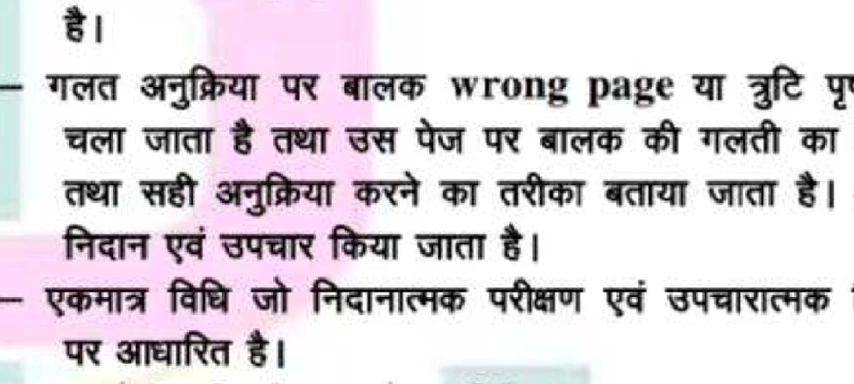 है।
– गलत अनुक्रिया पर बालक wrong page या त्रुटि
चला जाता है तथा उस पेज पर बालक की गलती का
तथा सही अनुक्रिया करने का तरीका बताया जाता है।
निदान एवं उपचार किया जाता है।
– एकमात्र विधि जो निदानात्मक परीक्षण एवं उपचारात्मक
पर आधारित है।